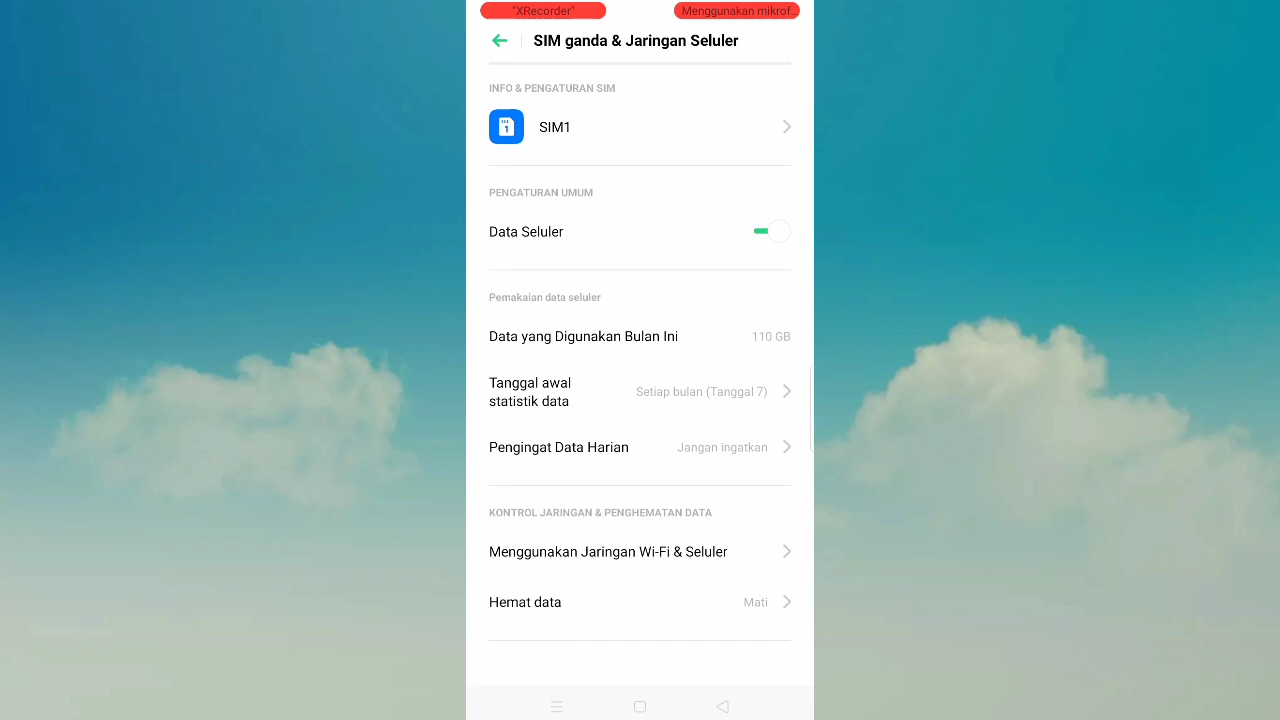 "XRecorder"
Menggunakan mikrof...
SIM ganda & Jaringan Seluler
INFO & PENGATURAN SIM
1
SIM1
PENGATURAN UMUM
Data Seluler
Pemakaian data seluler
Data yang Digunakan Bulan Ini 110 GB
Tanggal awal
statistik data
Setiap bulan (Tanggal 7)
Pengingat Data Harian Jangan ingatkan
KONTROL JARINGAN & PENGHEMATAN DATA
Menggunakan Jaringan Wi-Fi & Seluler
Hemat data Mati